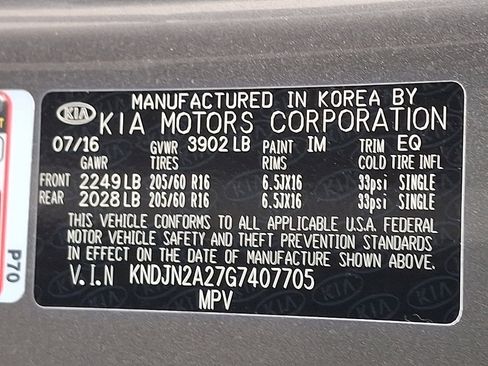 MANUFACTURED IN KOREA BY
KIA KIA MOTORS CORPORATION
07/16 GVWR 3902 LB PAINT IM TRIM EQ
GAWR TIRES RIMS COLD TIRE INFL
FRONT 2249 LB 205/60 R16 6.5JX16 33psi SINGLE
REAR 2028 LB 205/60 R16 6.5JX16 33psi SINGLE
THIS VEHICLE CONFORMS TO ALL APPLICABLE U.S.A. FEDERAL
MOTOR VEHICLE SAFETY AND THEFT PREVENTION STANDARDS
IN EFFECT ON THE DATE OF MANUFACTURE SHOWN ABOVE.
V.I.N KNDJN2A27G7407705
MPV
P70